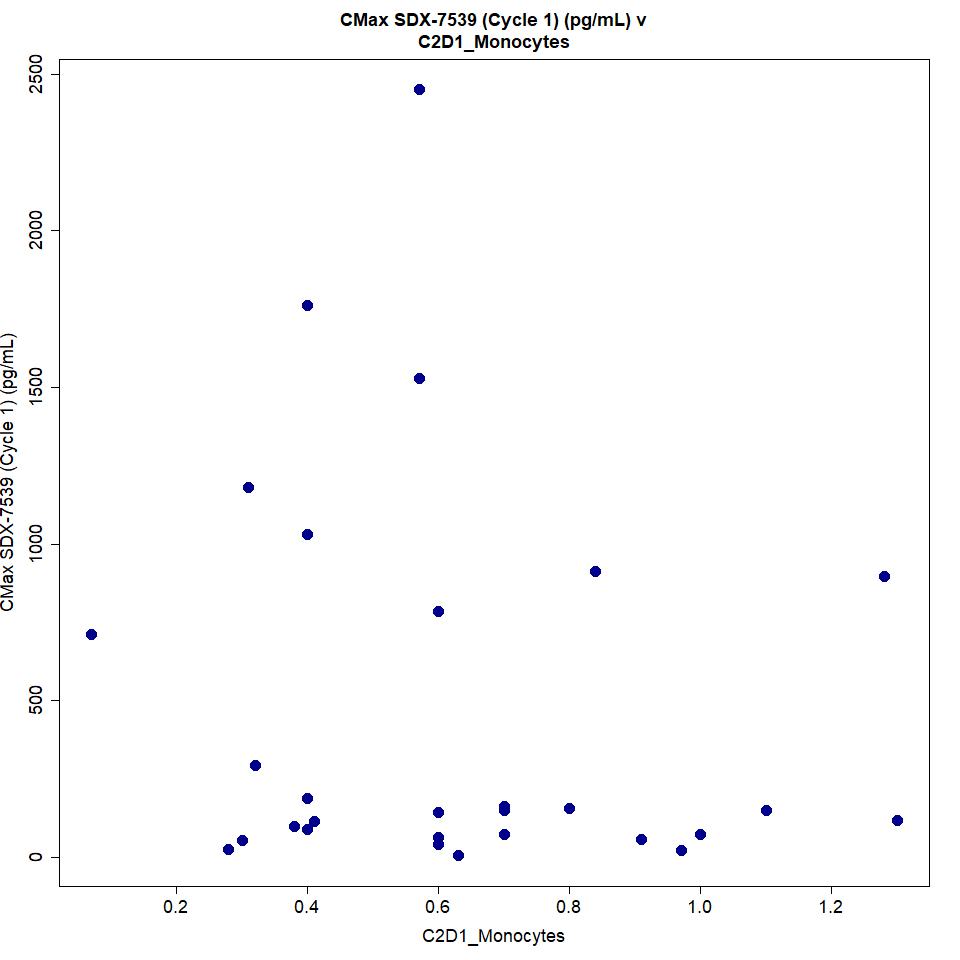 CMax SDX-7539 (Cycle 1) (pg/mL) v
C2D1_Monocytes
2500
2000
1500
1000
500
0
CMax SDX-7539 (Cycle 1) (pg/mL)
0.2 0.4 0.6 0.8 1.0 1.2
C2D1_Monocytes